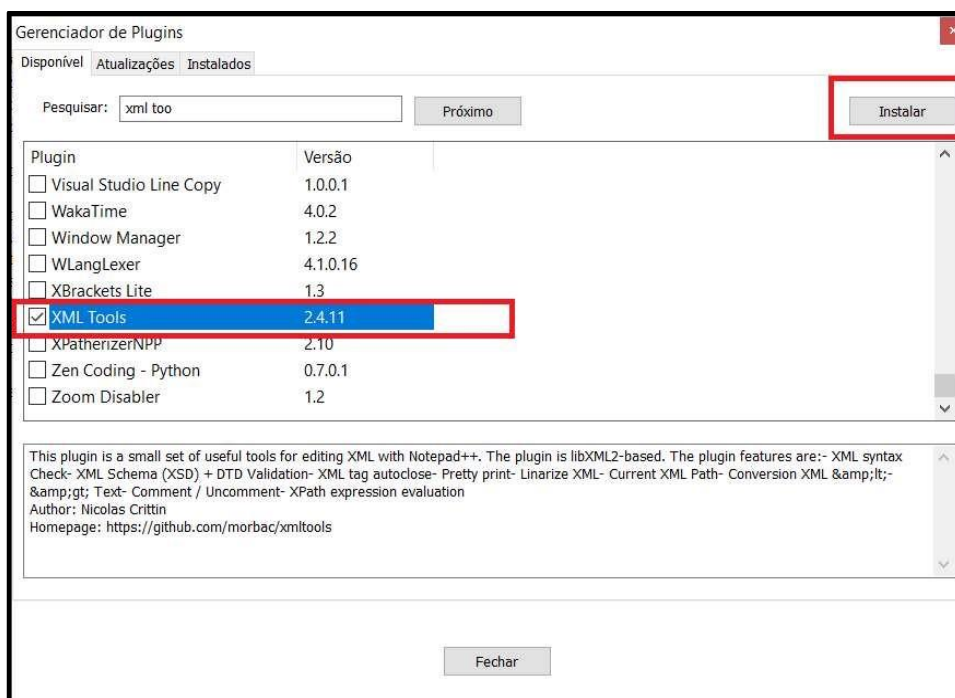 Gerenciador de Plugins
Disponível Atualizações Instalados
Pesquisar: xml too Próximo Instalar
Plugin Versão
Visual Studio Line Copy 1.0.0.1
WakaTime 4.0.2
Window Manager 1.2.2
WLangLexer 4.1.0.16
XBrackets Lite 1.3
XML Tools 2.4.11
XPatherizerNPP 2.10
Zen Coding - Python 0.7.0.1
Zoom Disabler 1.2
This plugin is a small set of useful tools for editing XML with Notepad++. The plugin is libXML2-based. The plugin features are:- XML syntax
Check- XML Schema (XSD) + DTD Validation- XML tag autoclose- Pretty print- Linarize XML- Current XML Path- Conversion XML &amp;lt;-
&amp;gt; Text- Comment / Uncomment- XPath expression evaluation
Author: Nicolas Crittin
Homepage: https://github.com/morbac/xmltools
Fechar